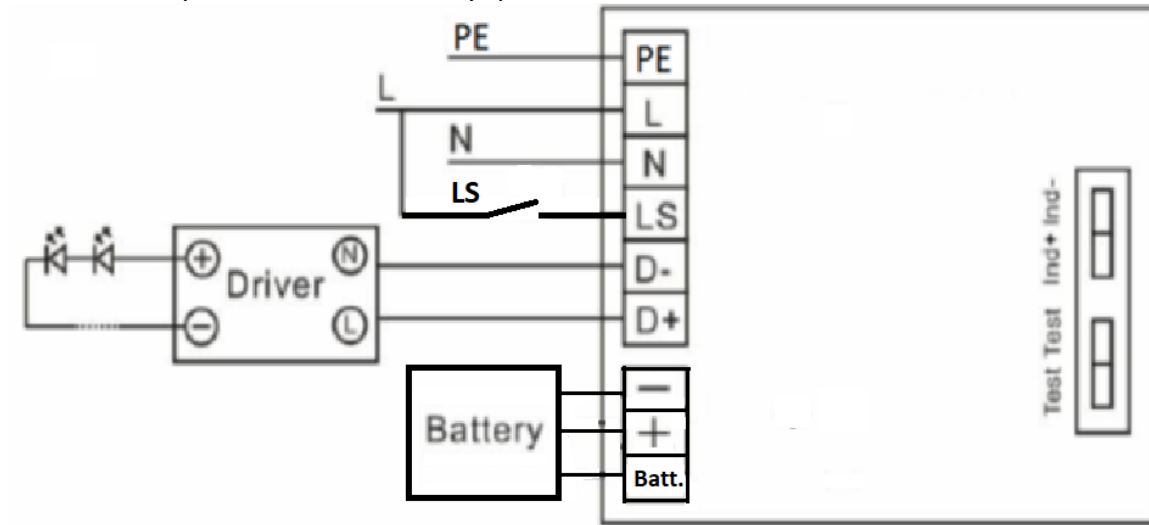 PE
PE
L
L
N
N
LS
LS
D-
D+
+
N
Driver
−
L
−
+
Batt.
Battery
Ind+ Ind-
Test Test